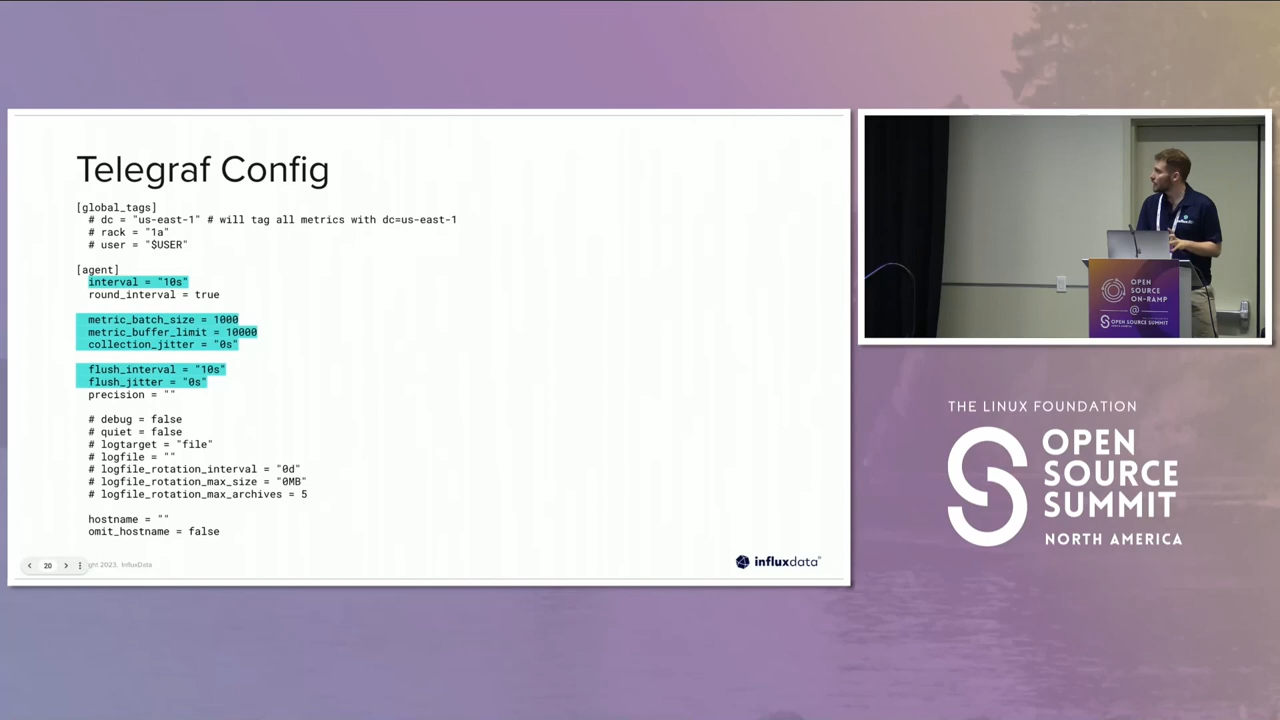 Telegraf Config
[global_tags]
# dc = "us-east-1" # will tag all metrics with dc=us-east-1
# rack = "1a"
# user = "$USER"
[agent]
interval = "10s"
round_interval = true
metric_batch_size = 1000
metric_buffer_limit = 10000
collection_jitter = "0s"
flush_interval = "10s"
flush_jitter = "0s"
precision = ""
# debug = false
# quiet = false
# logtarget = "file"
# logfile = ""
# logfile_rotation_interval = "0d"
# logfile_rotation_max_size = "0MB"
# logfile_rotation_max_archives = 5
hostname = ""
omit_hostname = false
20
ght 2023, InfluxData
influxdata
OPEN
SOURCE
ON-RAMP
@
OPEN SOURCE SUMMIT
THE LINUX FOUNDATION
OPEN
SOURCE
SUMMIT
NORTH AMERICA